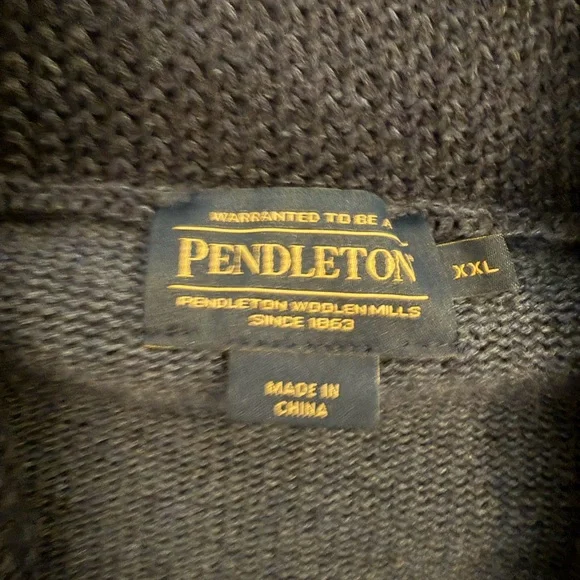 WARRANTED TO BE A
PENDLETON
XXL
PENDLETON WOOLEN MILLS
SINCE 1863
MADE IN
CHINA